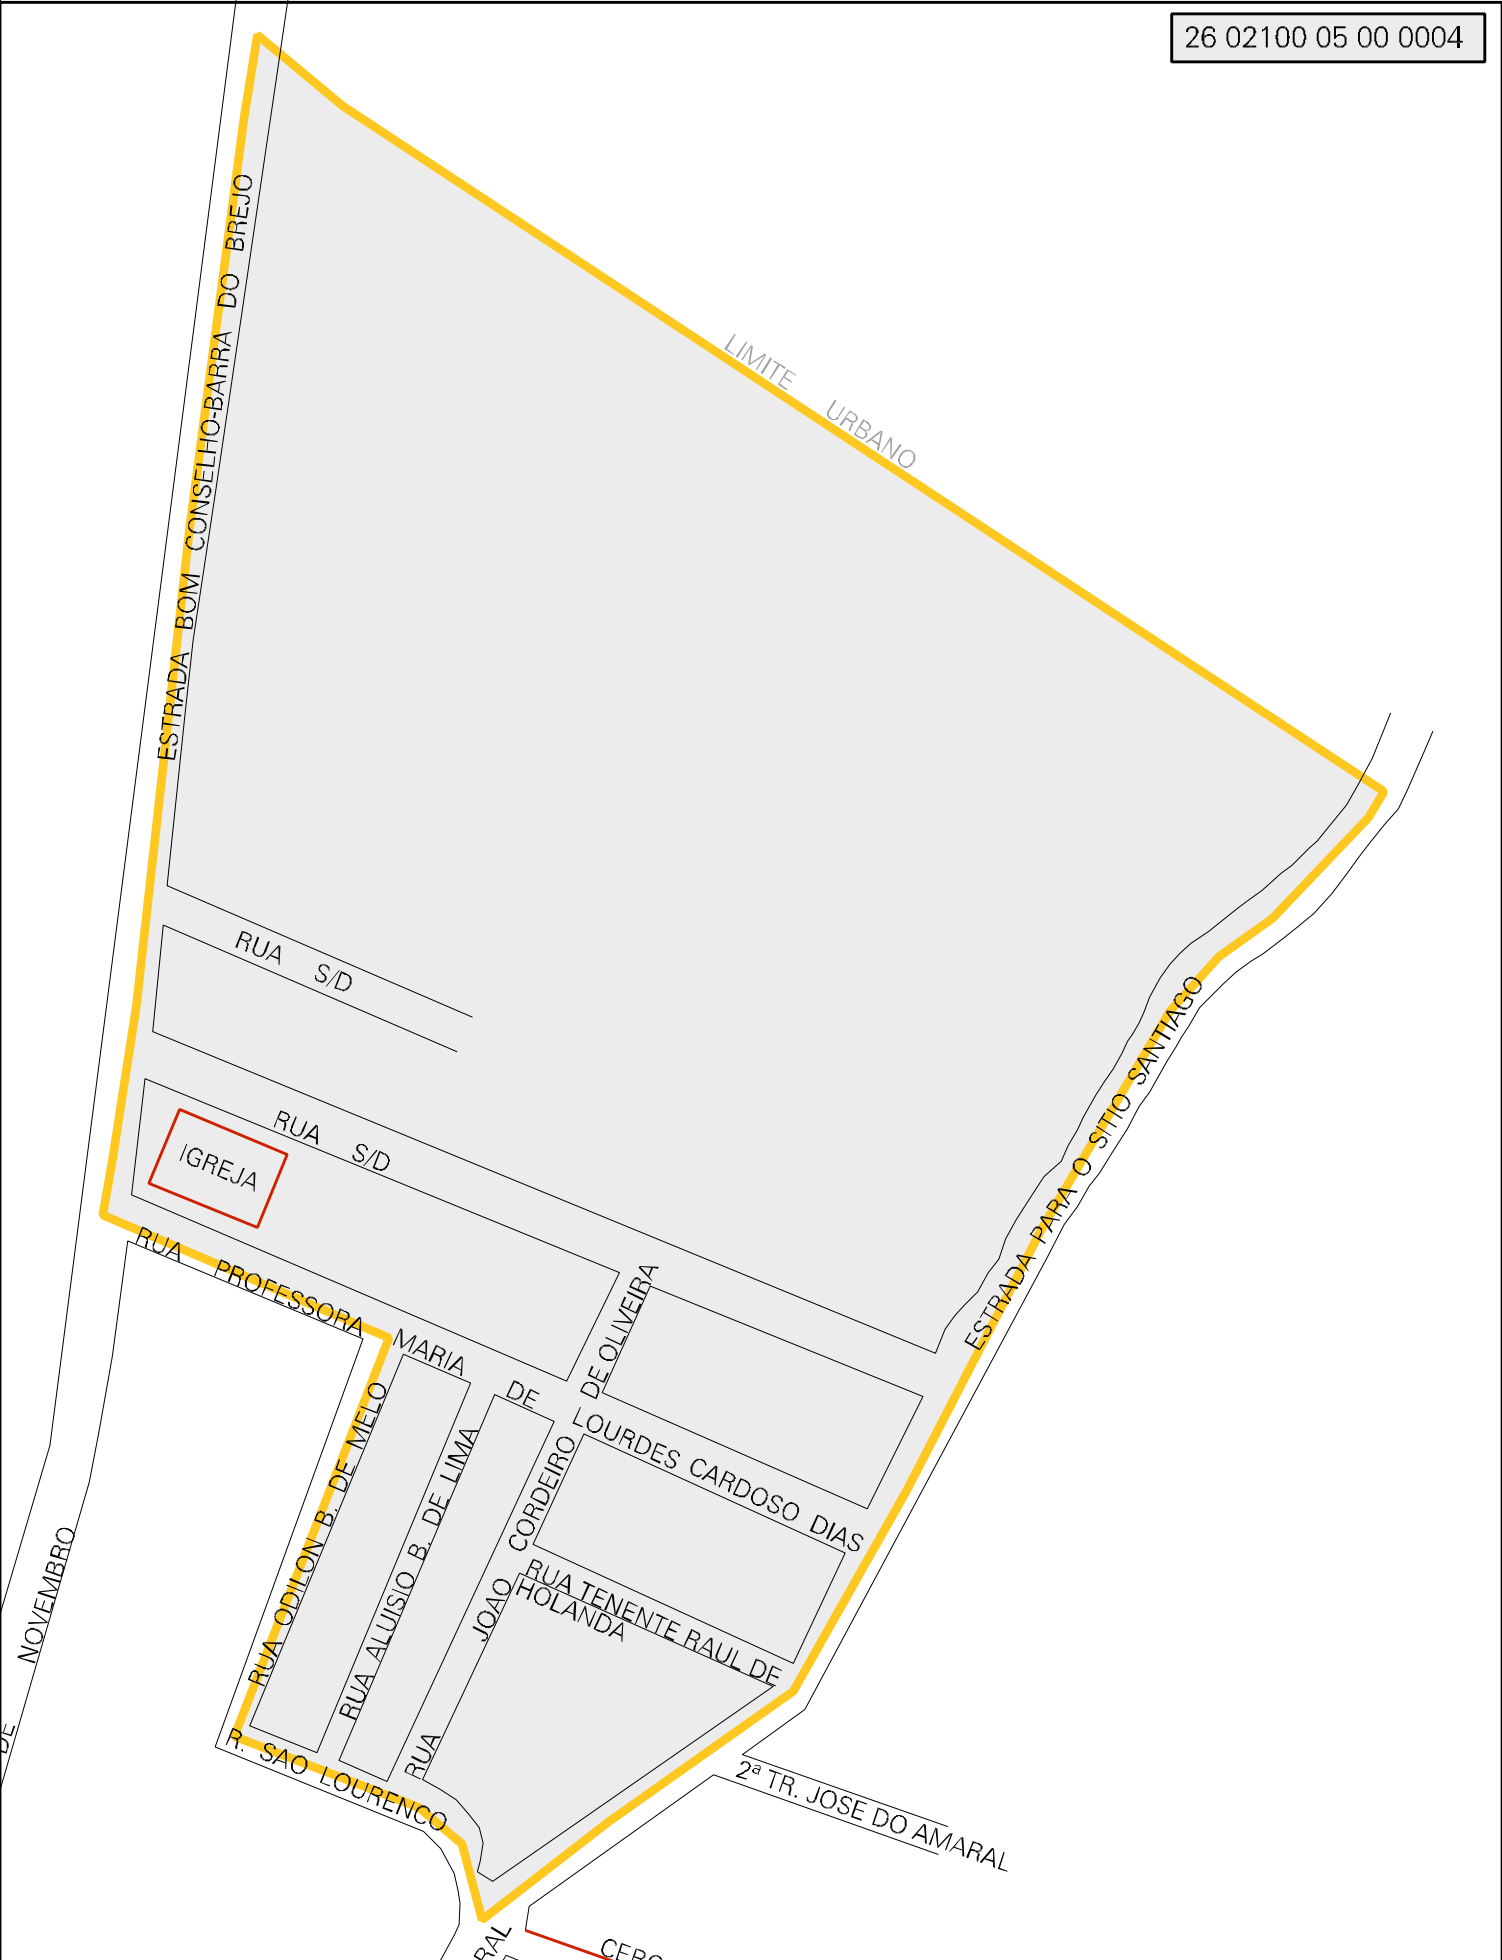 26 02100 05 00 0004
ESTRADA BOM CONSELHO-BARRA DO BREJO
LIMITE URBANO
RUA S/D
ESTRADA PARA O SITIO SANTIAGO
RUA S/D
IGREJA
RUA PROFESSORA MARIA DE LOURDES CARDOSO DIAS
RUA JOAO CORDEIRO DE OLIVEIRA
RUA ODILON B. DE MELO
RUA ALUISIO B. DE LIMA
RUA TENENTE RAUL DE
HOLANDA
NOVEMBRO
DE
R. SAO LOURENCO
2ª TR. JOSE DO AMARAL
RAL